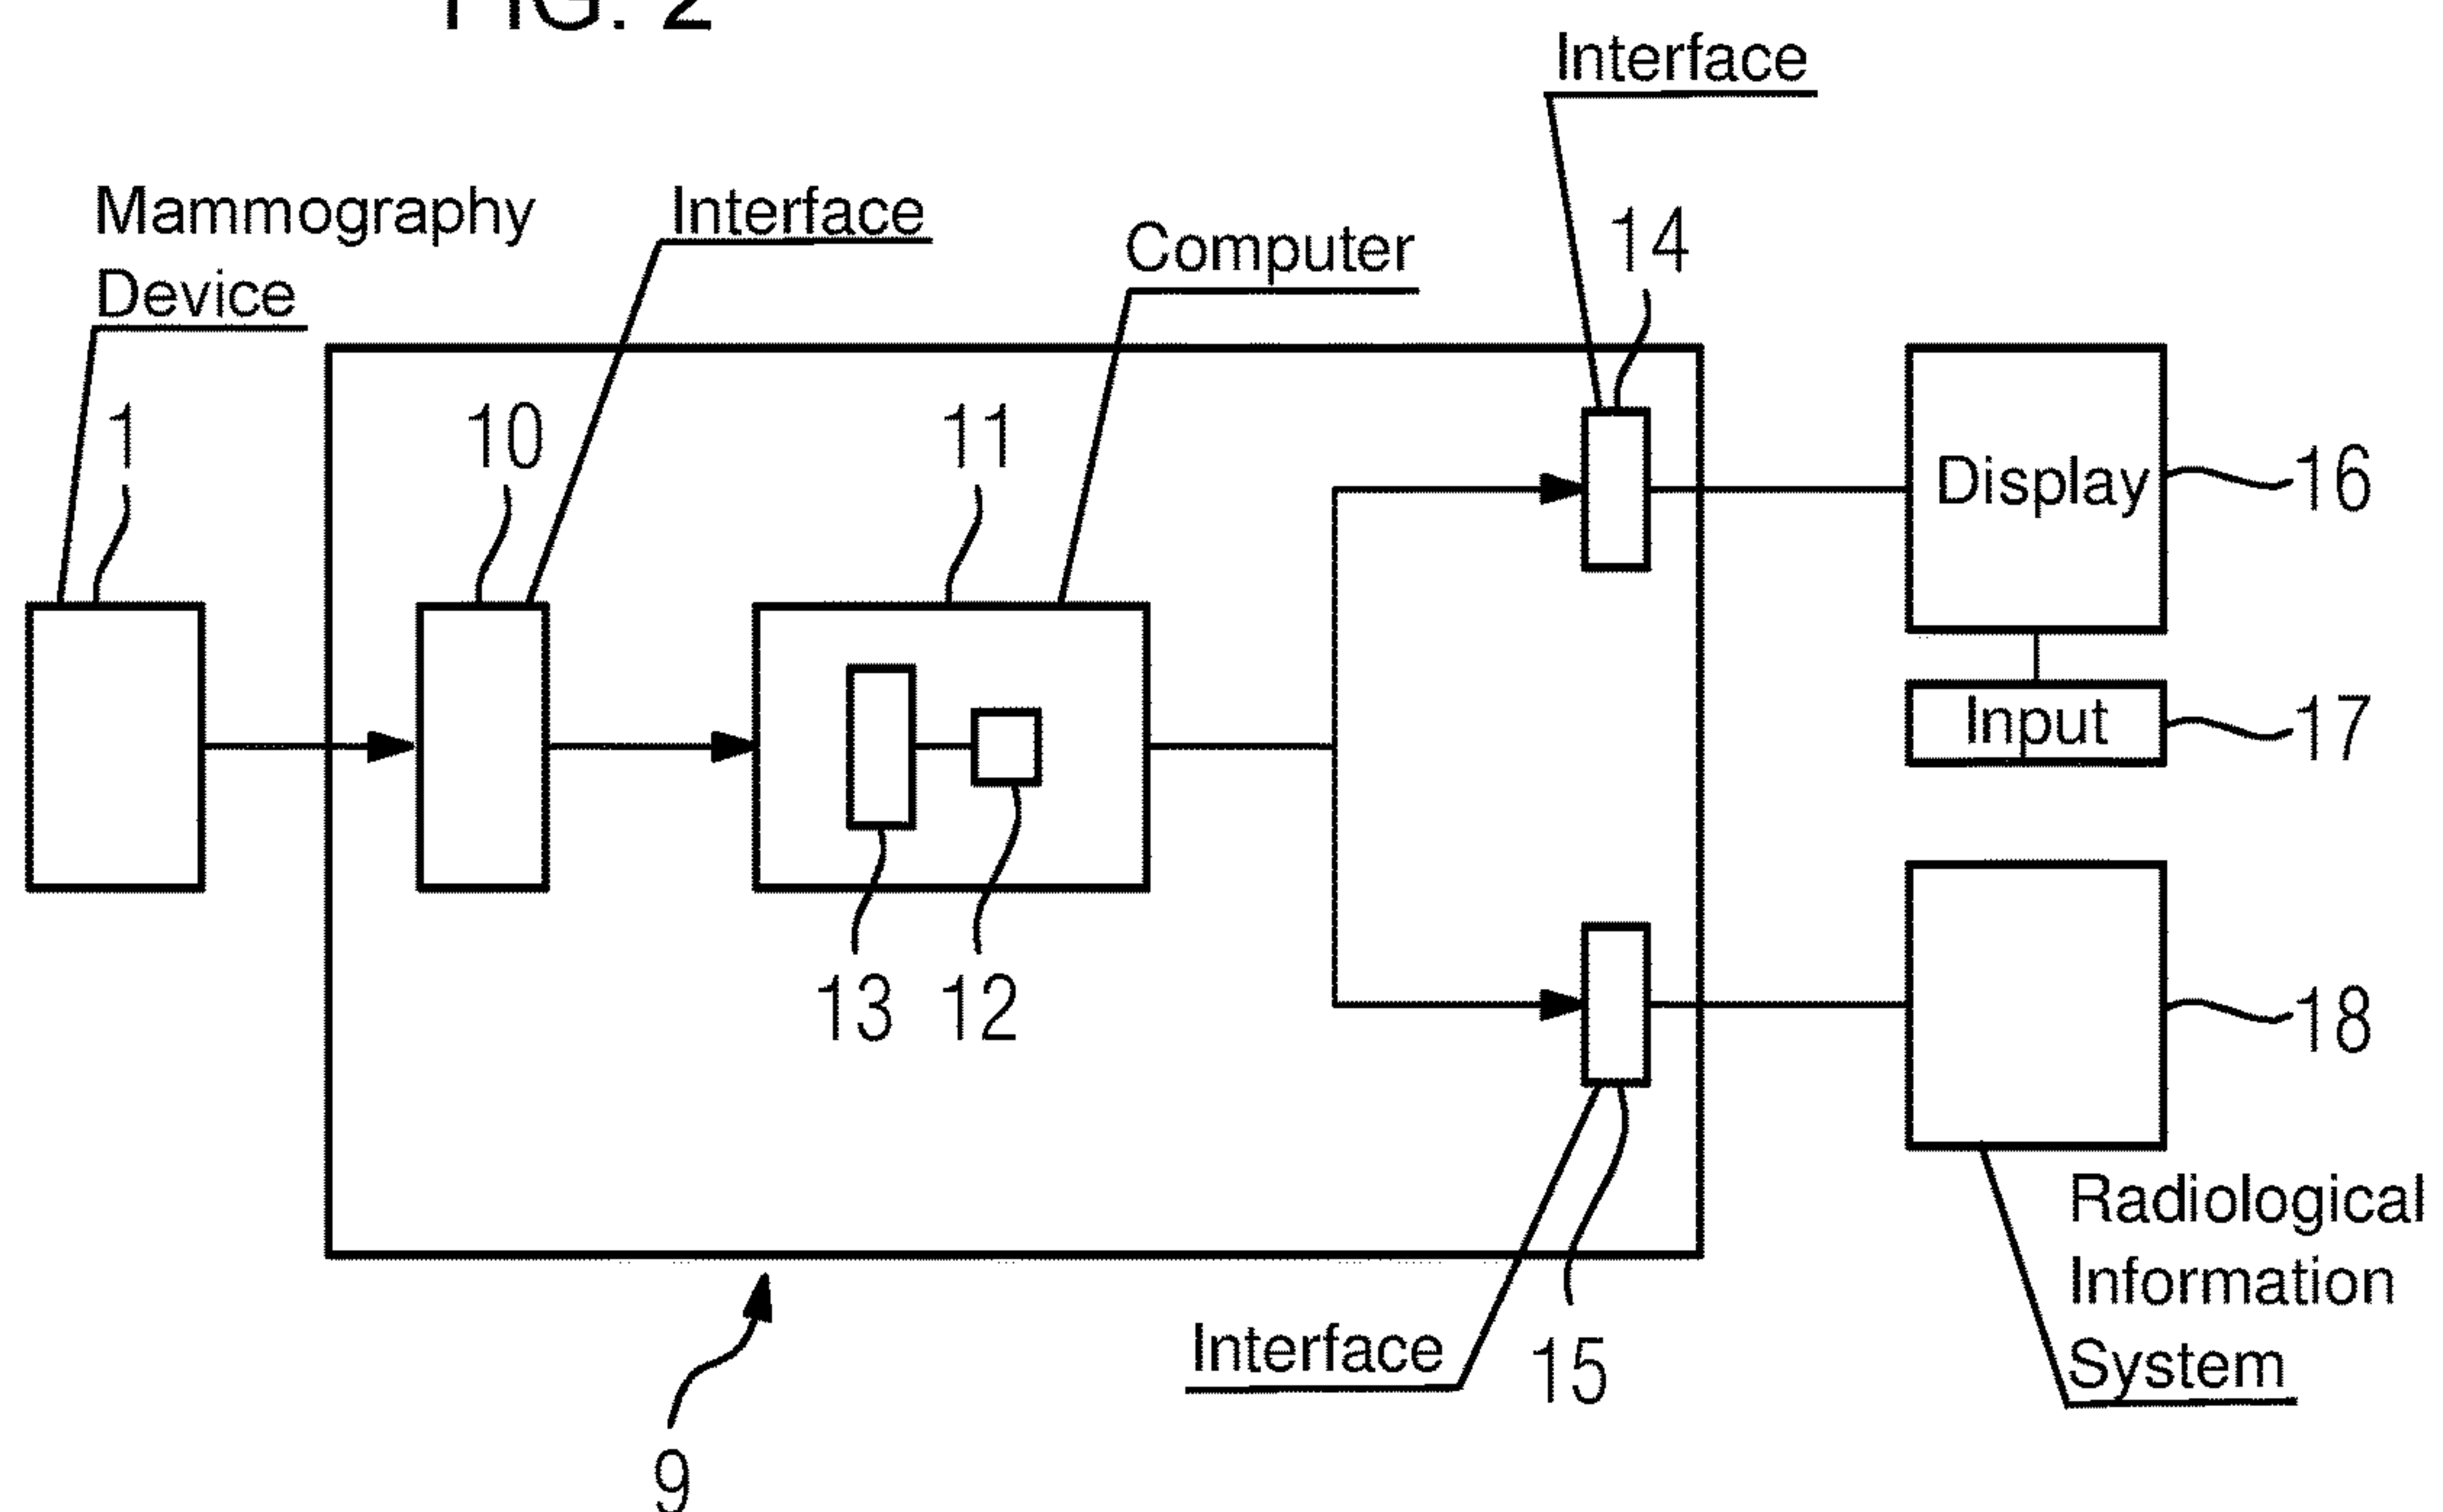 FIG. 2
Interface
Mammography
Device
Interface
Computer
14
1
10
11
Display
16
Input
17
13
12
18
Radiological
Information
System
Interface
15
9